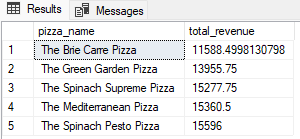 Results Messages
pizza_name total_revenue
1 The Brie Carre Pizza 11588.4998130798
2 The Green Garden Pizza 13955.75
3 The Spinach Supreme Pizza 15277.75
4 The Mediterranean Pizza 15360.5
5 The Spinach Pesto Pizza 15596